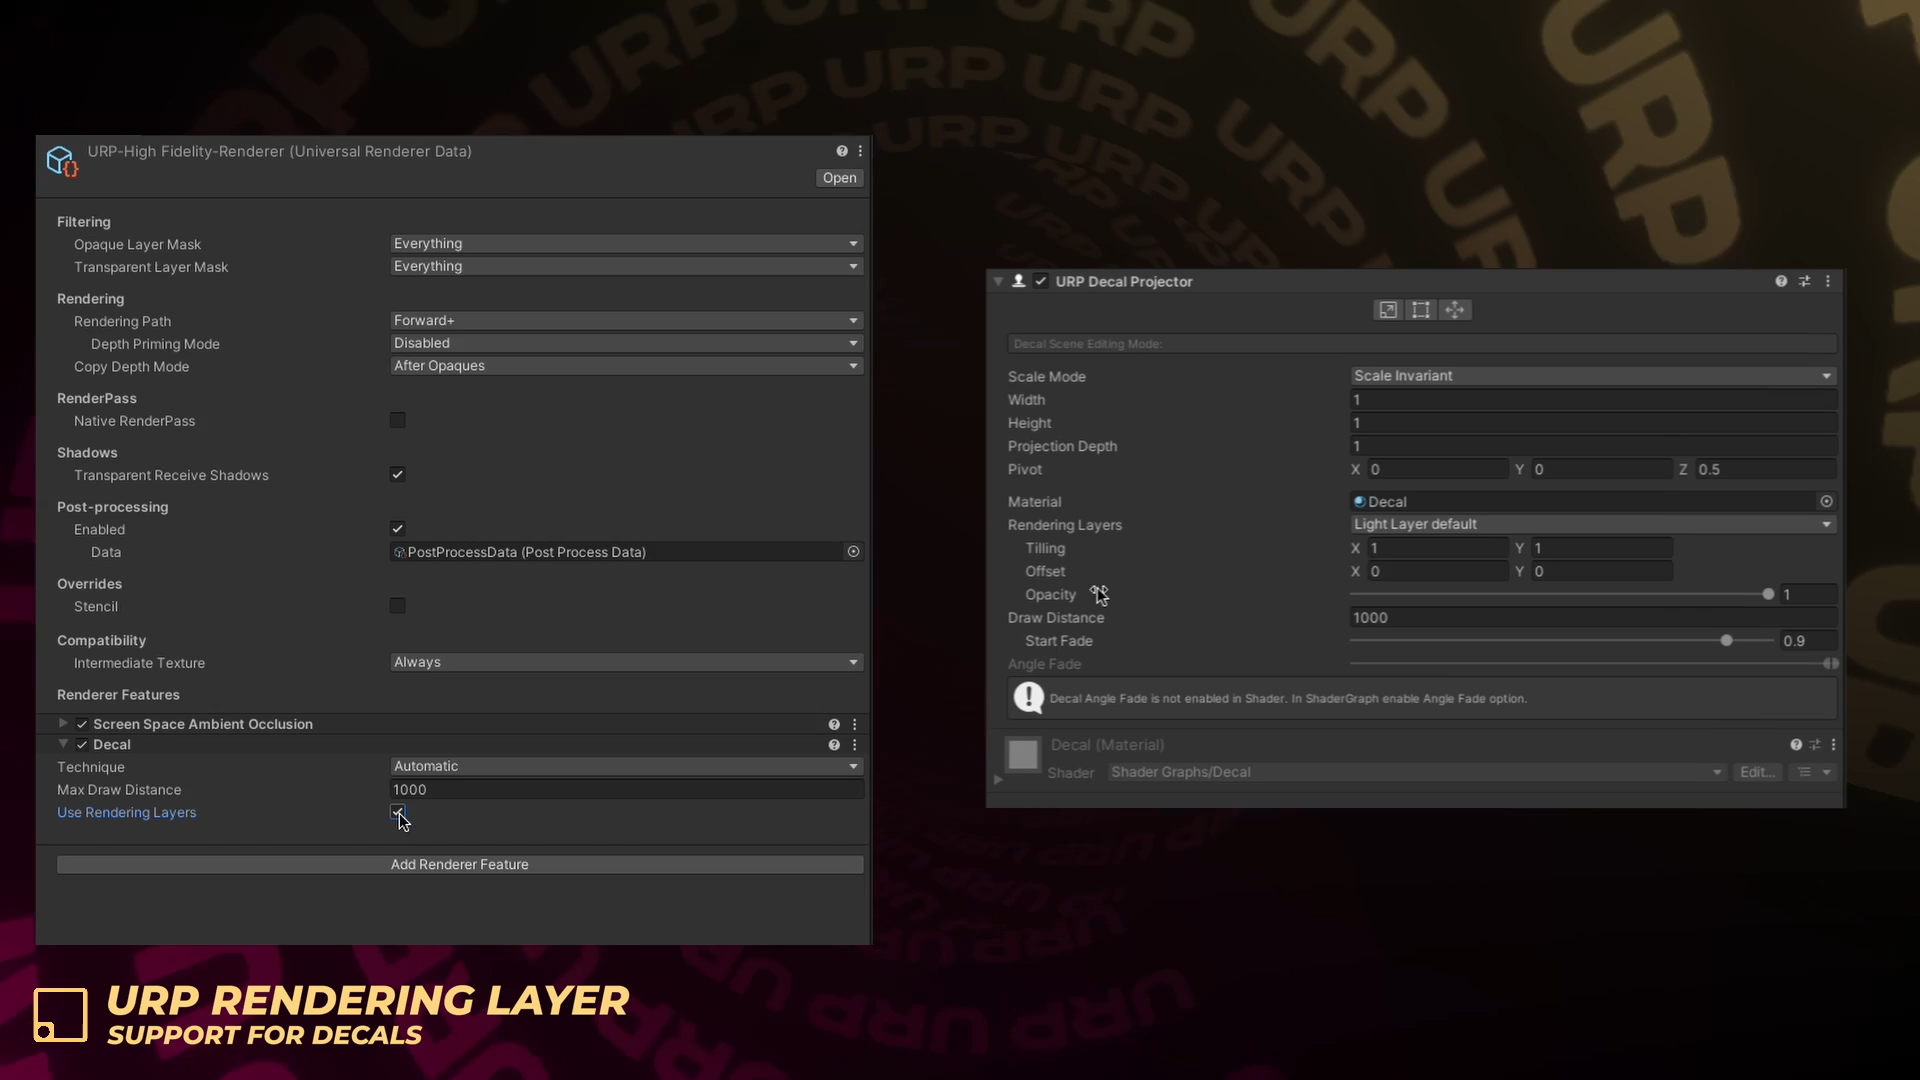 URP-High Fidelity-Renderer (Universal Renderer Data)
Open
Filtering
Opaque Layer Mask Everything
Transparent Layer Mask Everything
Rendering
Rendering Path Forward+
Depth Priming Mode Disabled
Copy Depth Mode After Opaques
RenderPass
Native RenderPass
Shadows
Transparent Receive Shadows
Post-processing
Enabled
Data PostProcessData (Post Process Data)
Overrides
Stencil
Compatibility
Intermediate Texture Always
Renderer Features
Screen Space Ambient Occlusion
Decal
Technique Automatic
Max Draw Distance 1000
Use Rendering Layers
Add Renderer Feature
URP Decal Projector
Decal Scene Editing Mode:
Scale Mode Scale Invariant
Width 1
Height 1
Projection Depth 1
Pivot X 0 Y 0 Z 0.5
Material Decal
Rendering Layers Light Layer default
Tilling X 1 Y 1
Offset X 0 Y 0
Opacity 1
Draw Distance 1000
Start Fade 0.9
Angle Fade
Decal Angle Fade is not enabled in Shader. In ShaderGraph enable Angle Fade option.
Decal (Material)
Shader Shader Graphs/Decal Edit...
URP RENDERING LAYER
SUPPORT FOR DECALS